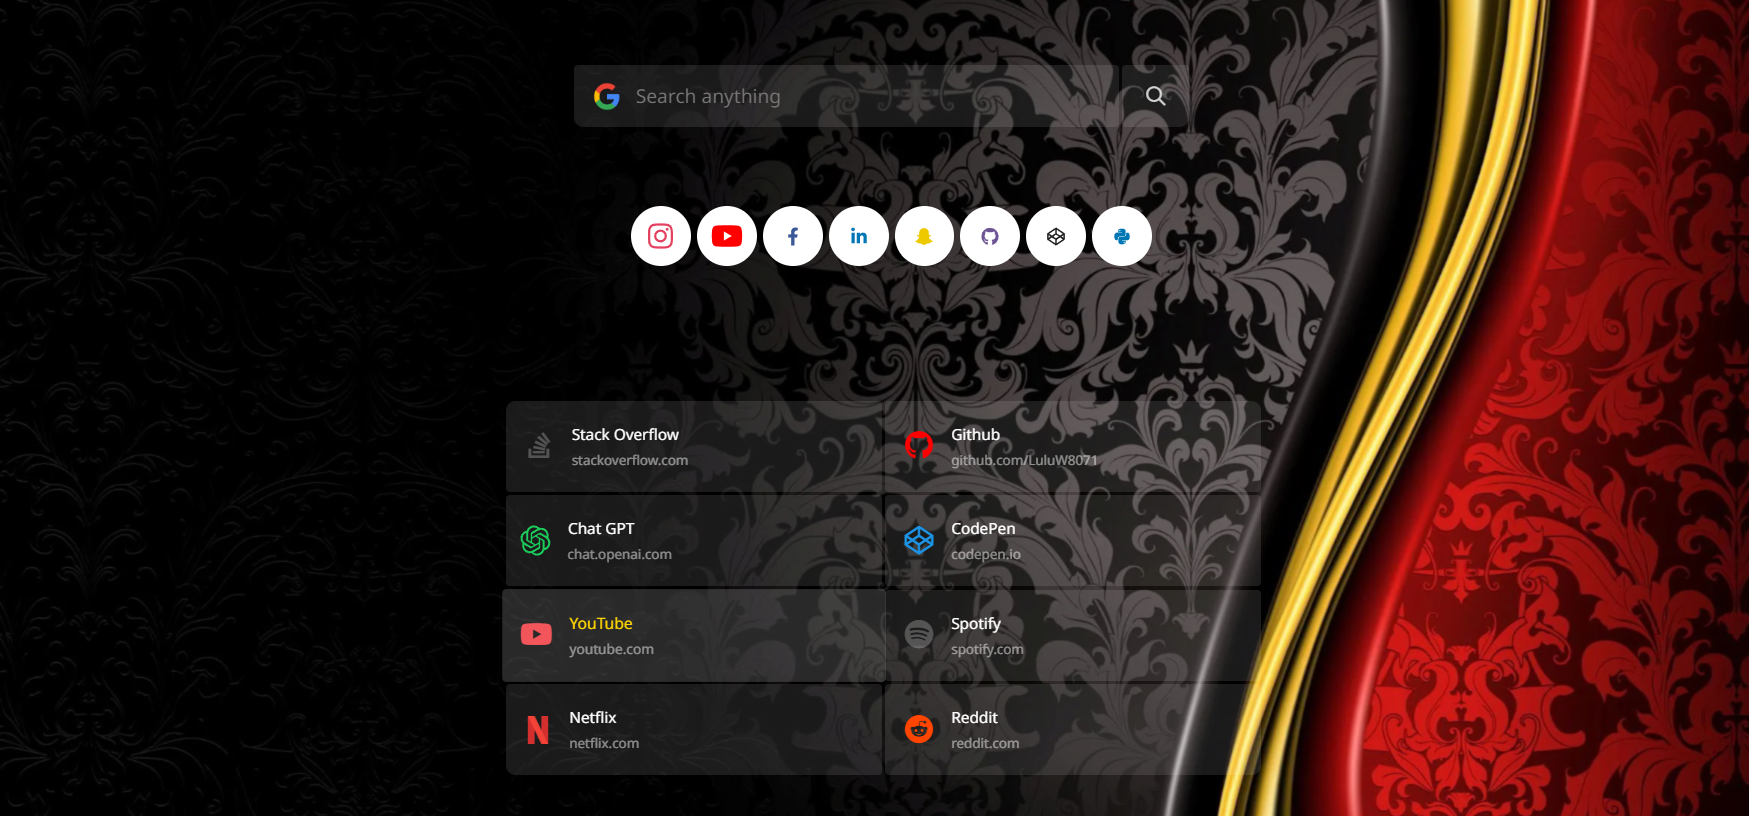 Search anything
Stack Overflow
stackoverflow.com
Github
github.com/LuluW8071
Chat GPT
chat.openai.com
CodePen
codepen.io
YouTube
youtube.com
Spotify
spotify.com
Netflix
netflix.com
Reddit
reddit.com